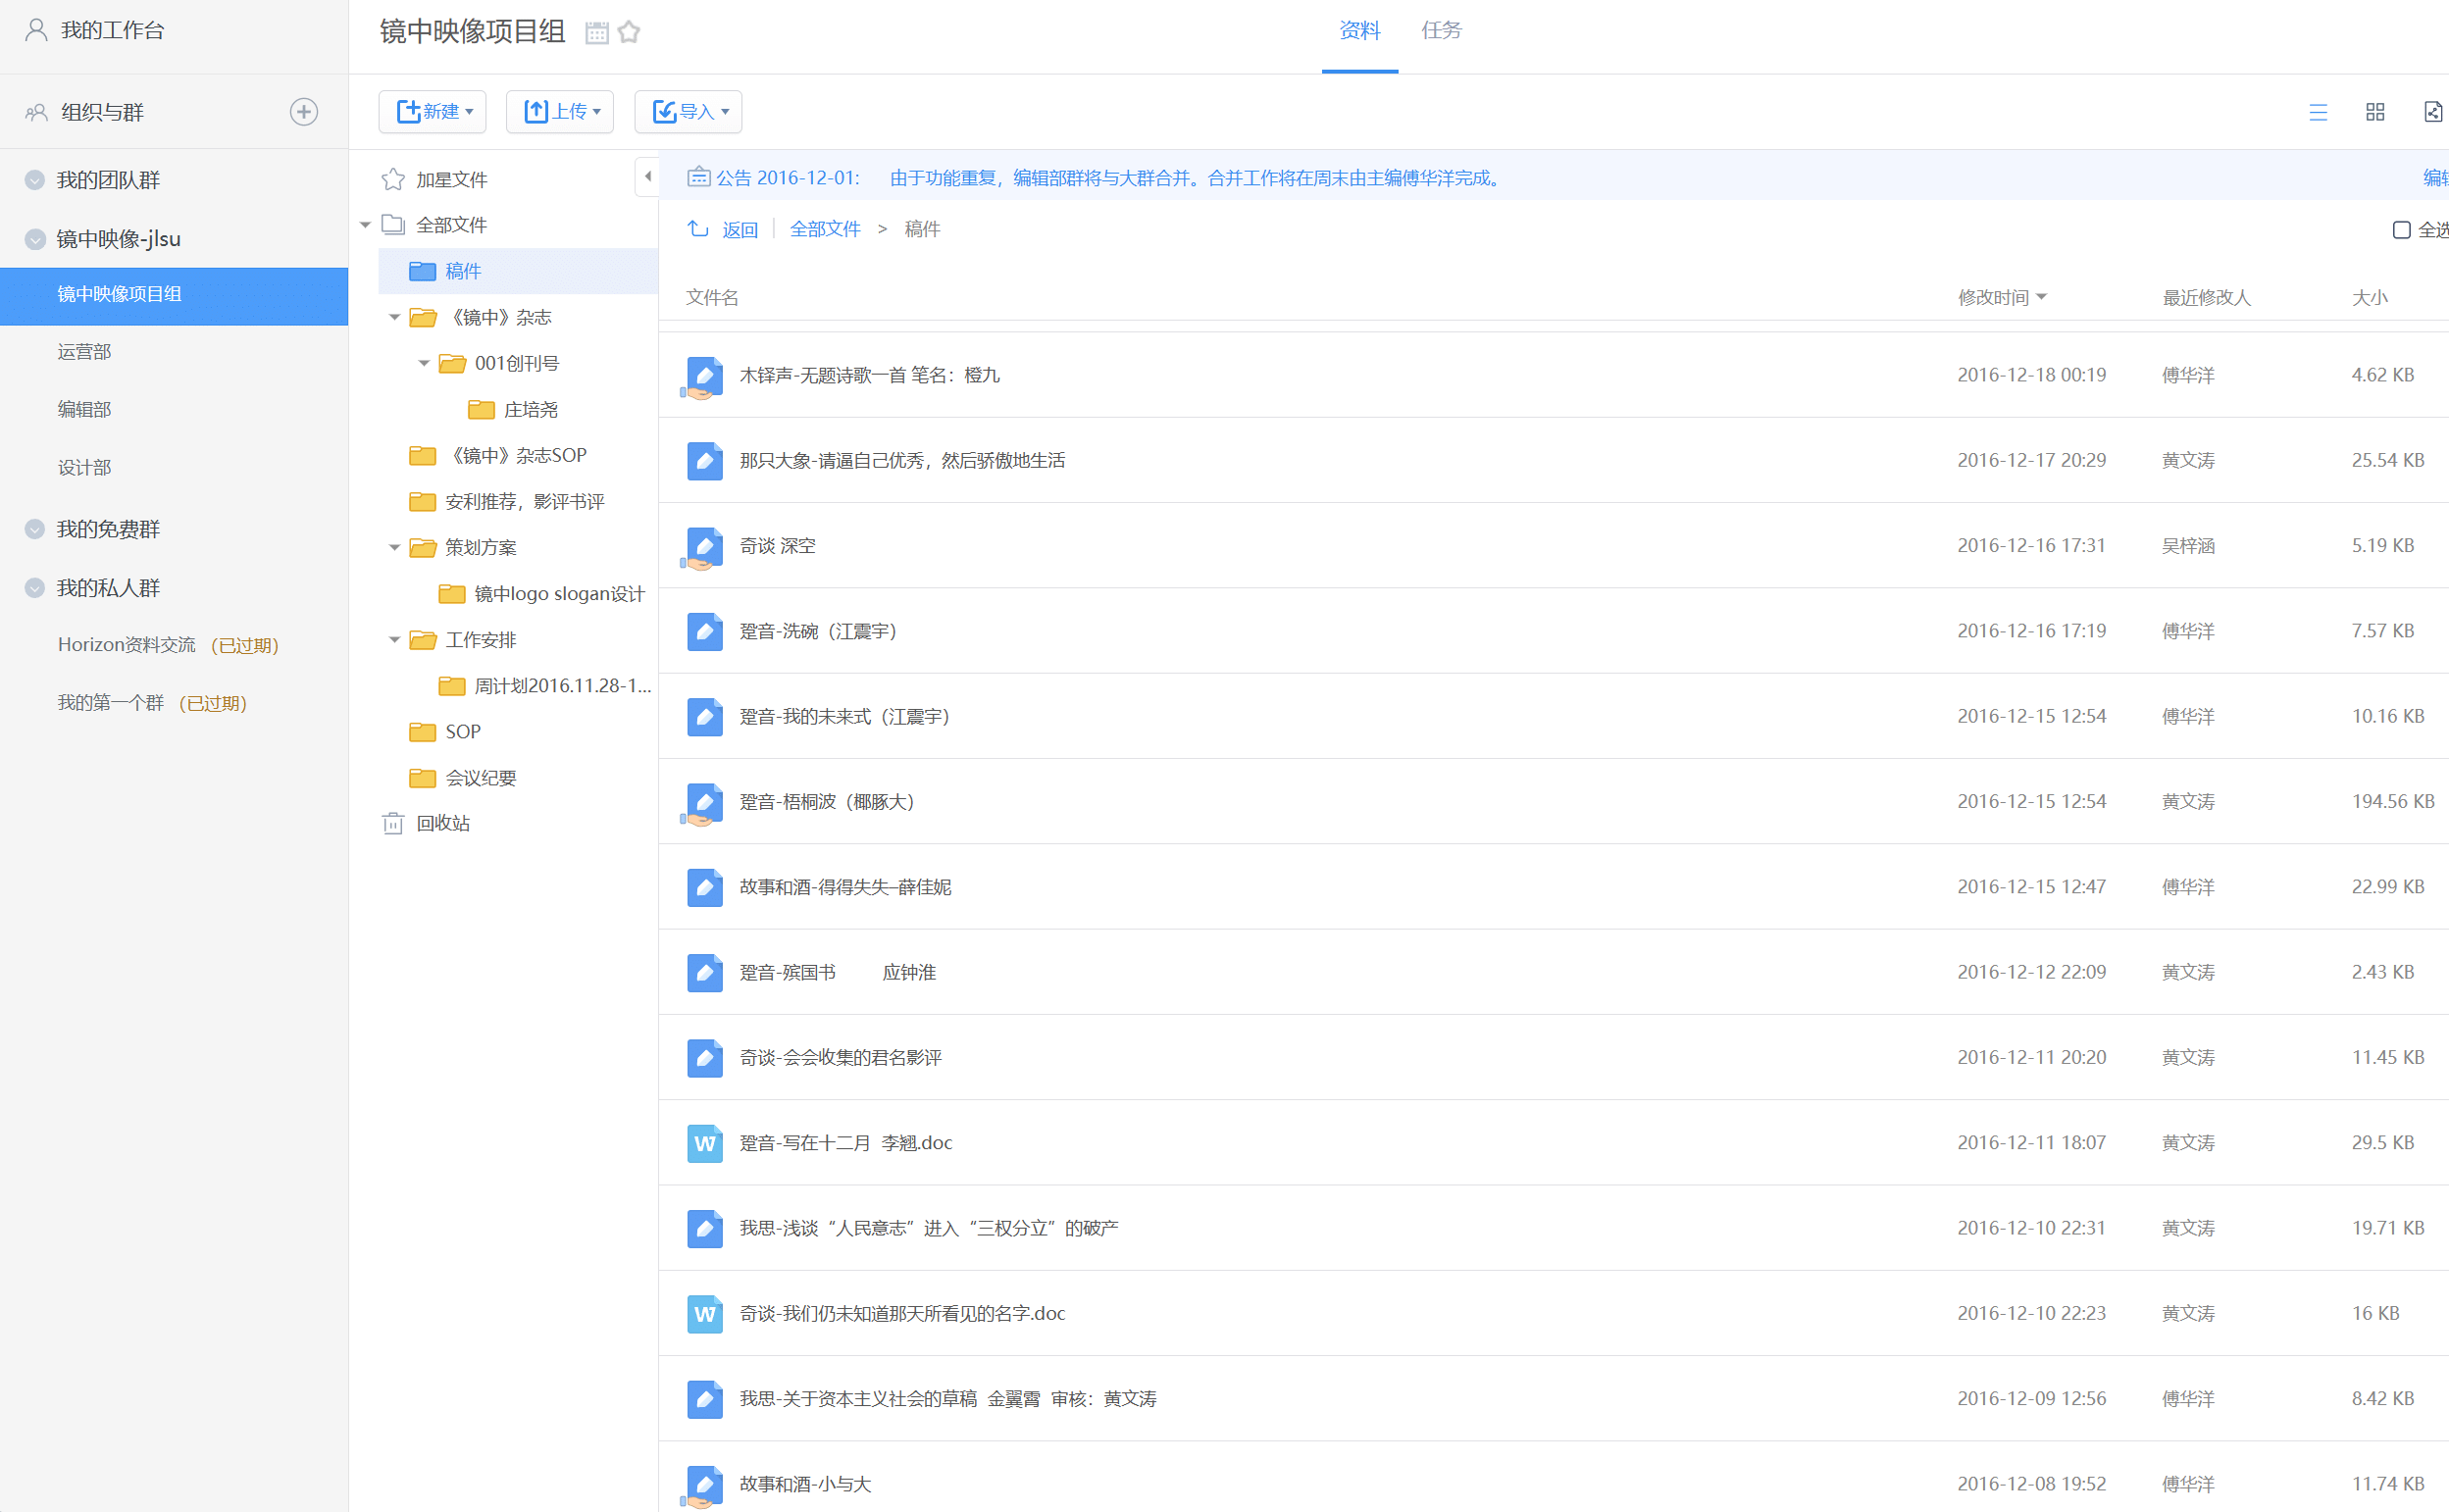 我的工作台
组织与群
我的团队群
镜中映像-jlsu
镜中映像项目组
运营部
编辑部
设计部
我的免费群
我的私人群
Horizon资料交流 (已过期)
我的第一个群 (已过期)
镜中映像项目组
资料 任务
新建 上传 导入
加星文件
全部文件
稿件
《镜中》杂志
001创刊号
庄培尧
《镜中》杂志SOP
安利推荐，影评书评
策划方案
镜中logo slogan设计
工作安排
周计划2016.11.28-1...
SOP
会议纪要
回收站
公告 2016-12-01: 由于功能重复，编辑部群将与大群合并。合并工作将在周末由主编傅华洋完成。 编辑
返回 全部文件 > 稿件 全选
文件名 修改时间 最近修改人 大小
木铎声-无题诗歌一首 笔名：橙九 2016-12-18 00:19 傅华洋 4.62 KB
那只大象-请逼自己优秀，然后骄傲地生活 2016-12-17 20:29 黄文涛 25.54 KB
奇谈 深空 2016-12-16 17:31 吴梓涵 5.19 KB
跫音-洗碗（江震宇） 2016-12-16 17:19 傅华洋 7.57 KB
跫音-我的未来式（江震宇） 2016-12-15 12:54 傅华洋 10.16 KB
跫音-梧桐波（椰豚大） 2016-12-15 12:54 黄文涛 194.56 KB
故事和酒-得得失失–薛佳妮 2016-12-15 12:47 傅华洋 22.99 KB
跫音-殡国书 应钟淮 2016-12-12 22:09 黄文涛 2.43 KB
奇谈-会会收集的君名影评 2016-12-11 20:20 黄文涛 11.45 KB
跫音-写在十二月 李翘.doc 2016-12-11 18:07 黄文涛 29.5 KB
我思-浅谈“人民意志”进入“三权分立”的破产 2016-12-10 22:31 黄文涛 19.71 KB
奇谈-我们仍未知道那天所看见的名字.doc 2016-12-10 22:23 黄文涛 16 KB
我思-关于资本主义社会的草稿 金翼霄 审核：黄文涛 2016-12-09 12:56 傅华洋 8.42 KB
故事和酒-小与大 2016-12-08 19:52 傅华洋 11.74 KB